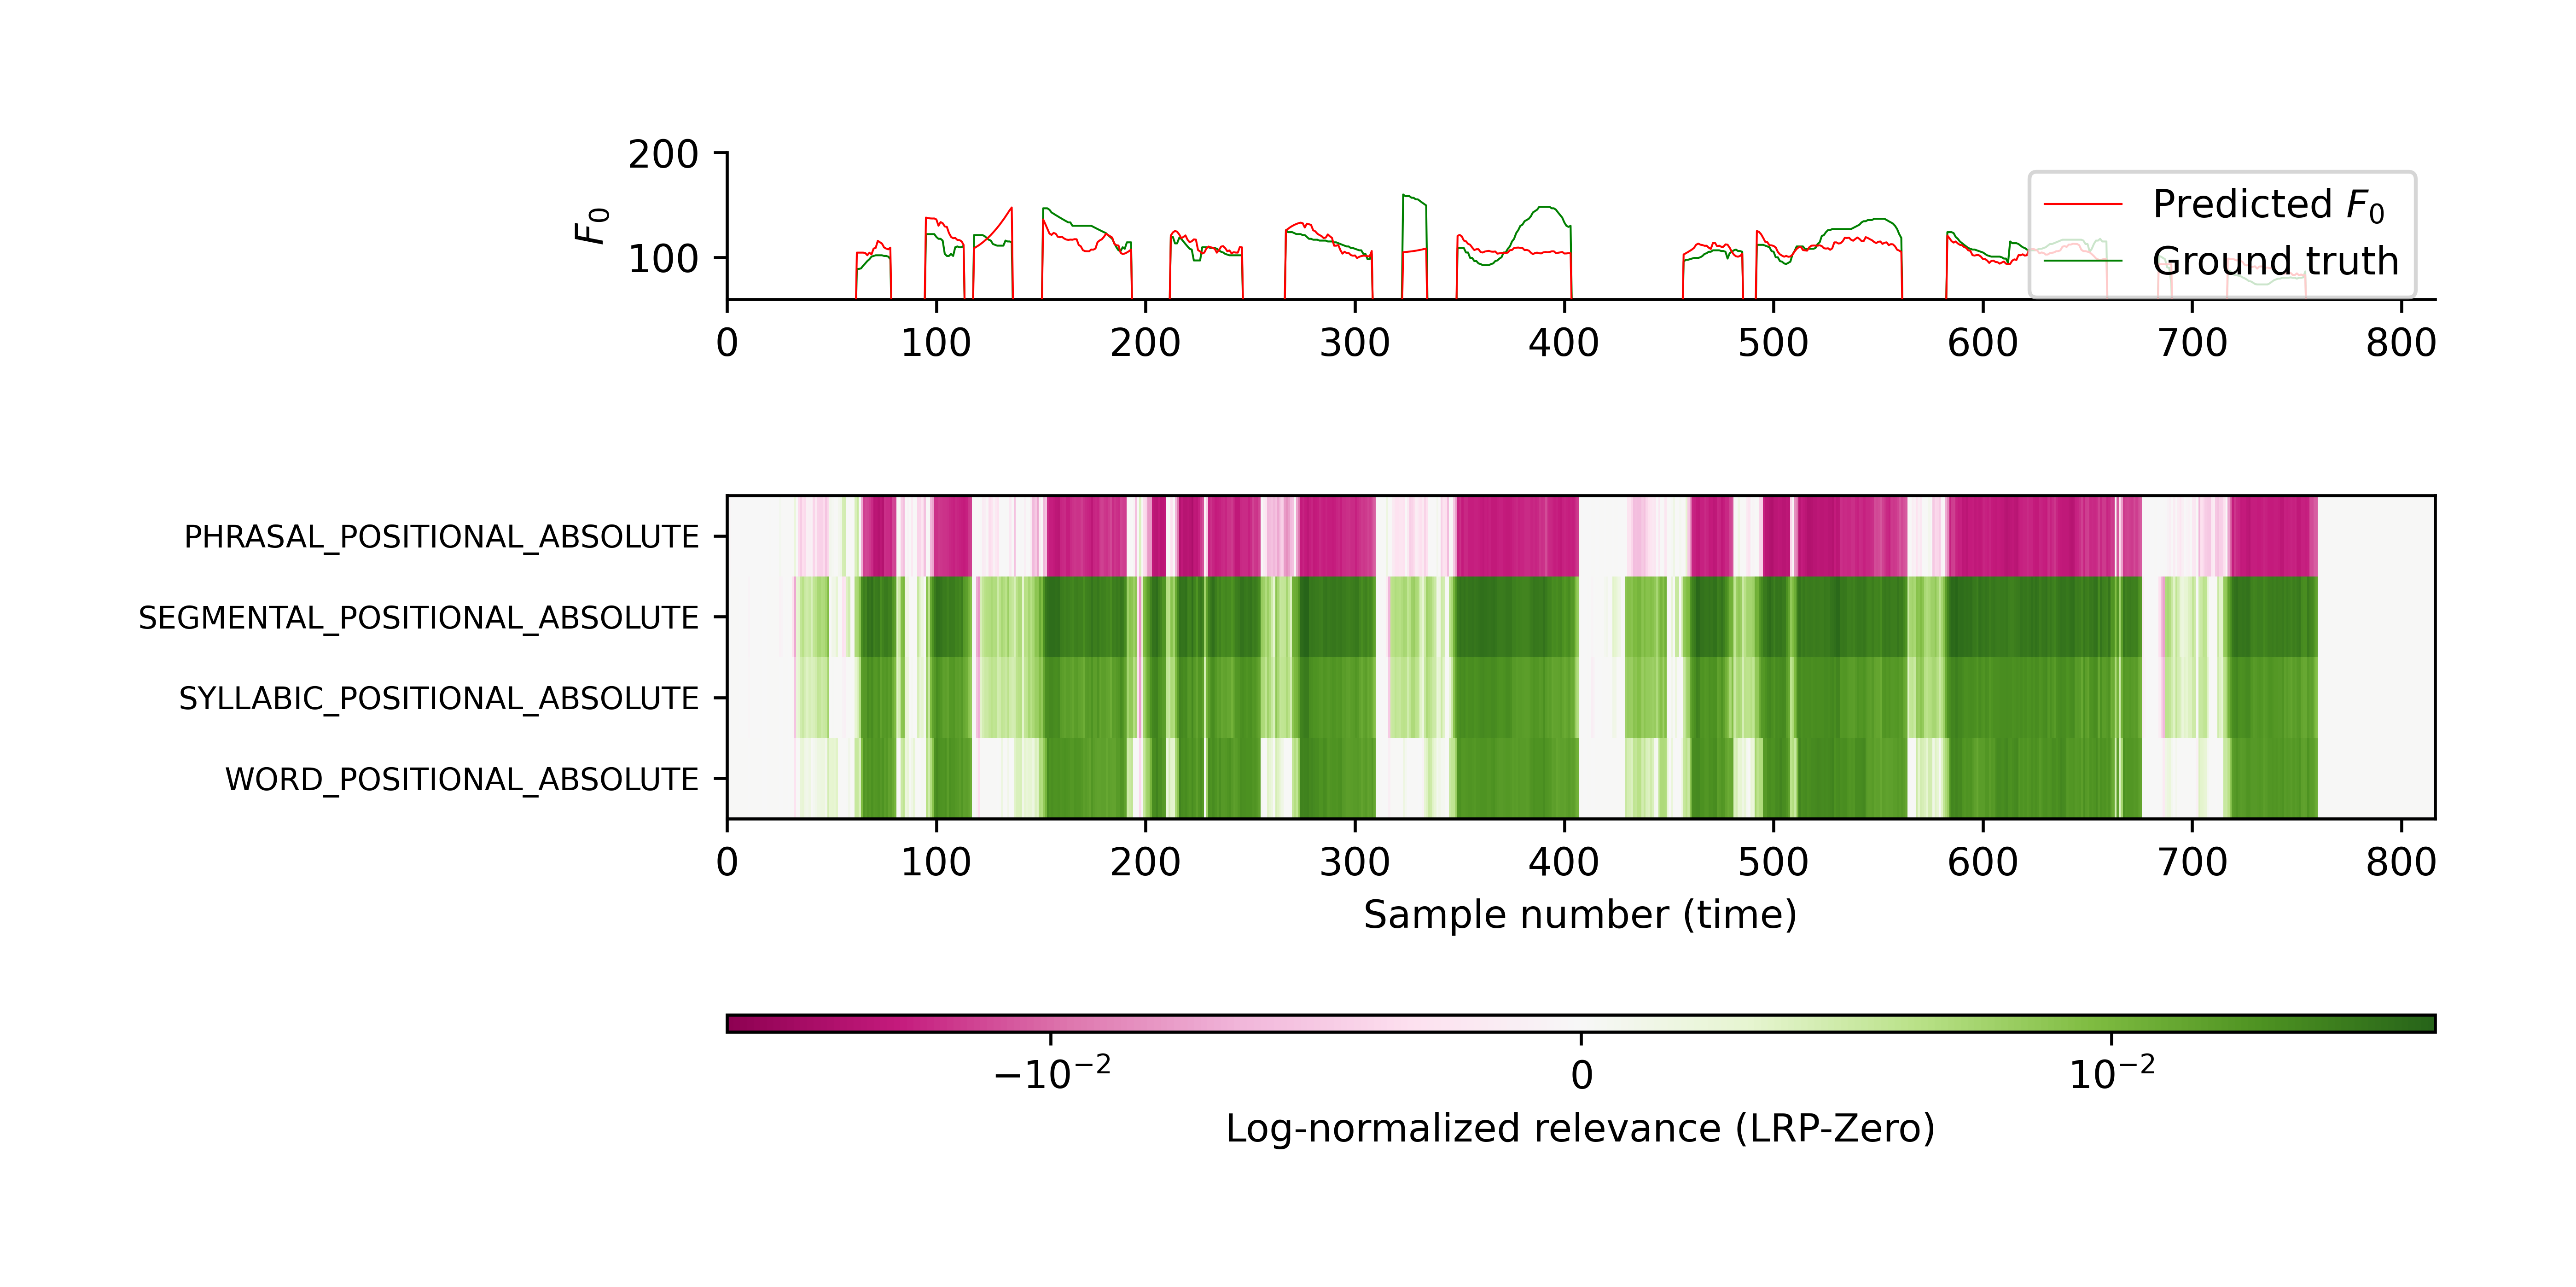 200
100
F₀
Predicted F₀
Ground truth
0 100 200 300 400 500 600 700 800
PHRASAL_POSITIONAL_ABSOLUTE
SEGMENTAL_POSITIONAL_ABSOLUTE
SYLLABIC_POSITIONAL_ABSOLUTE
WORD_POSITIONAL_ABSOLUTE
0 100 200 300 400 500 600 700 800
Sample number (time)
−10⁻² 0 10⁻²
Log-normalized relevance (LRP-Zero)